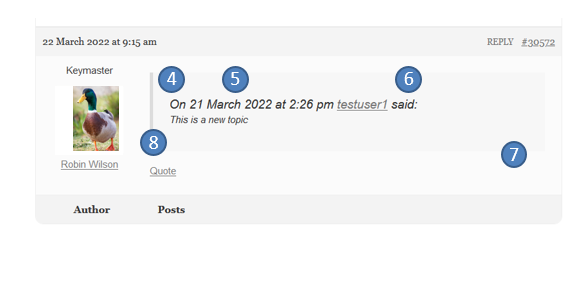 22 March 2022 at 9:15 am REPLY #30572
Keymaster
4 5 6
On 21 March 2022 at 2:26 pm testuser1 said:
This is a new topic
8
7
Robin Wilson
Quote
Author Posts